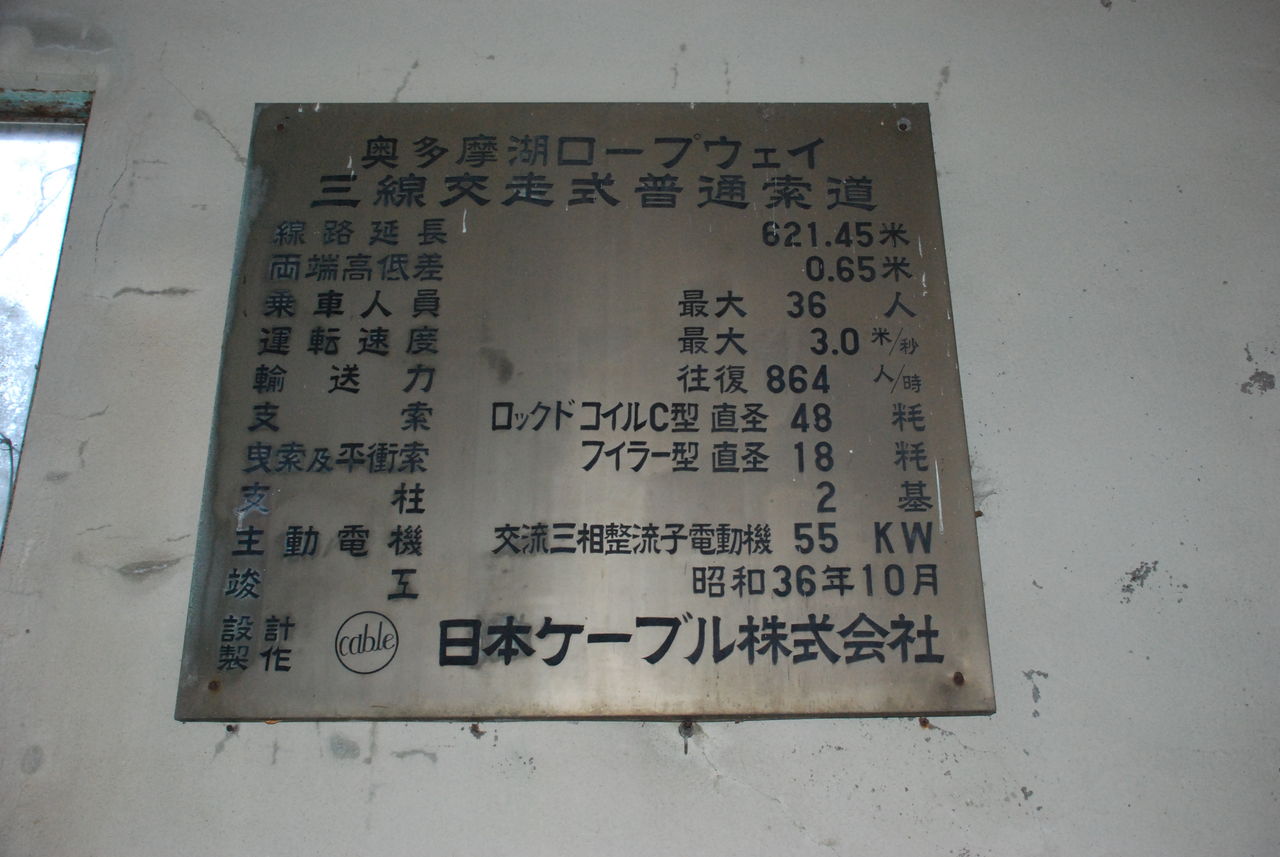 奥多摩湖ロープウェイ
三線交走式普通索道
線路延長 621.45米
両端高低差 0.65米
乗車人員 最大 36 人
運転速度 最大 3.0 米/秒
輸送力 往復 864 人/時
支索 ロックドコイルC型 直圣 48 粍
曳索及平衝索 フイラー型 直圣 18 粍
支柱 2 基
主動電機 交流三相整流子電動機 55 KW
竣工 昭和36年10月
設計
製作 cable 日本ケーブル株式会社